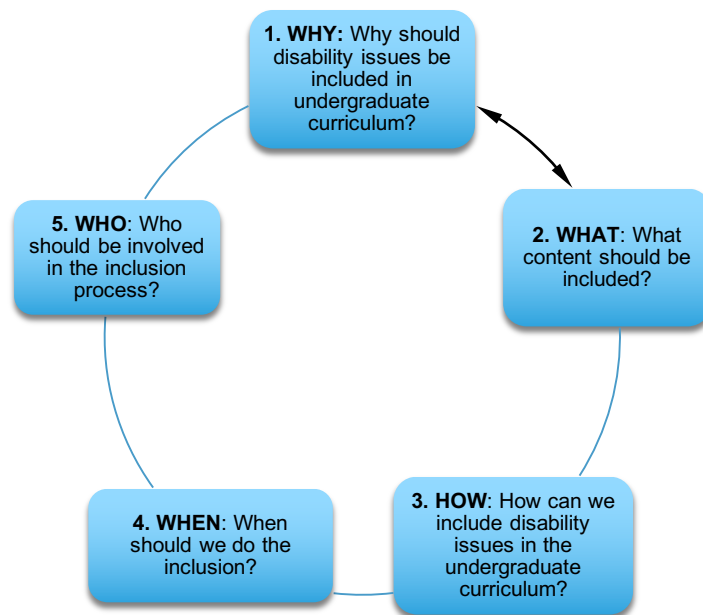 1. WHY: Why should
disability issues be
included in
undergraduate
curriculum?
2. WHAT: What
content should be
included?
3. HOW: How can we
include disability
issues in the
undergraduate
curriculum?
4. WHEN: When
should we do the
inclusion?
5. WHO: Who
should be involved
in the inclusion
process?